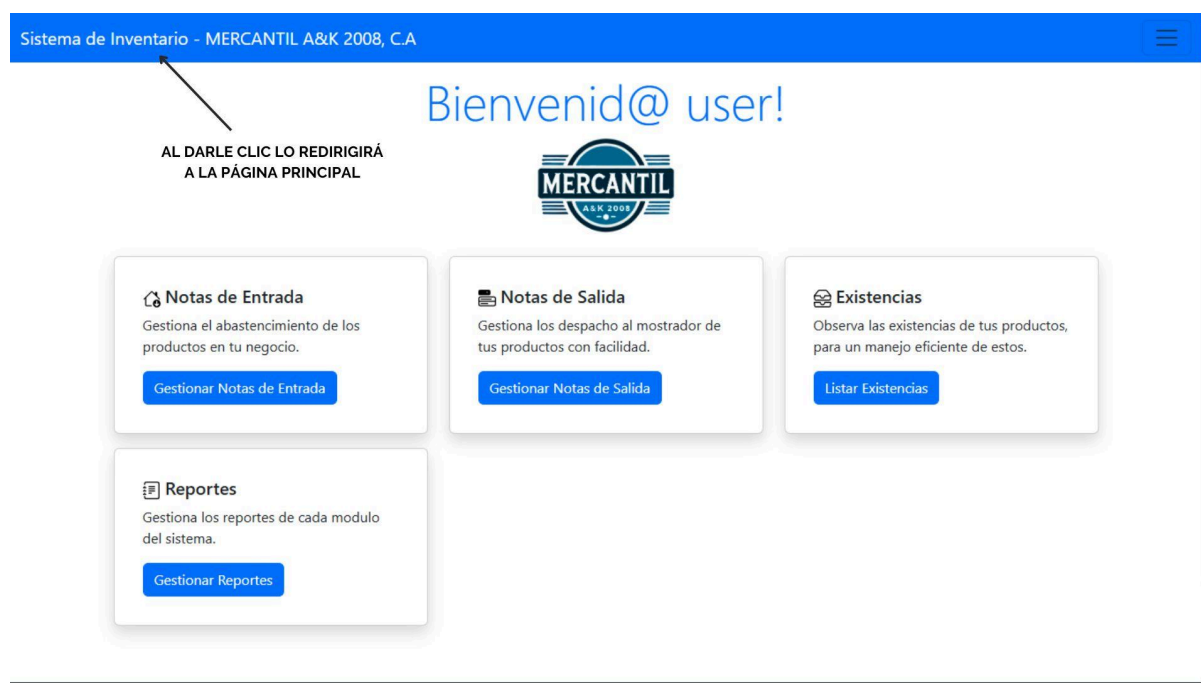 Sistema de Inventario - MERCANTIL A&K 2008, C.A
Bienvenid@ user!
AL DARLE CLIC LO REDIRIGIRÁ
A LA PÁGINA PRINCIPAL
MERCANTIL
A&K 2008
Notas de Entrada
Gestiona el abastencimiento de los
productos en tu negocio.
Gestionar Notas de Entrada
Notas de Salida
Gestiona los despacho al mostrador de
tus productos con facilidad.
Gestionar Notas de Salida
Existencias
Observa las existencias de tus productos,
para un manejo eficiente de estos.
Listar Existencias
Reportes
Gestiona los reportes de cada modulo
del sistema.
Gestionar Reportes